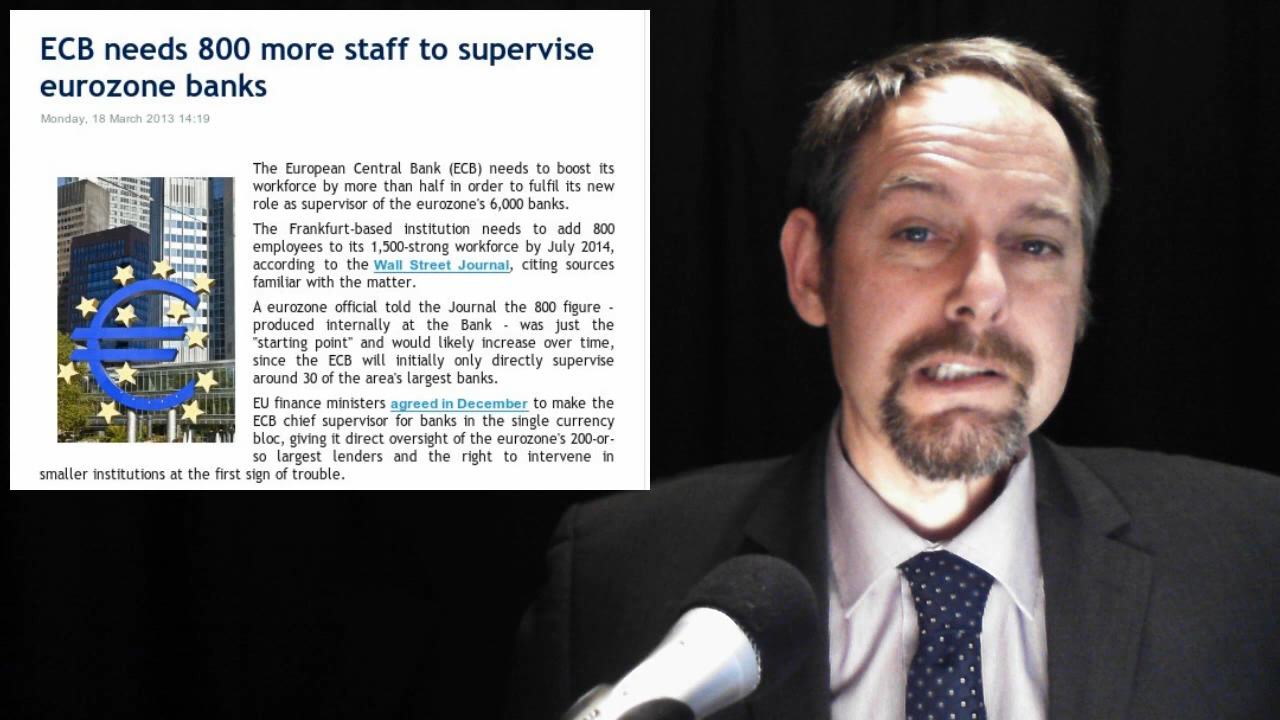 ECB needs 800 more staff to supervise
eurozone banks
Monday, 18 March 2013 14:19
The European Central Bank (ECB) needs to boost its
workforce by more than half in order to fulfil its new
role as supervisor of the eurozone's 6,000 banks.
The Frankfurt-based institution needs to add 800
employees to its 1,500-strong workforce by July 2014,
according to the Wall Street Journal, citing sources
familiar with the matter.
A eurozone official told the Journal the 800 figure -
produced internally at the Bank - was just the
"starting point" and would likely increase over time,
since the ECB will initially only directly supervise
around 30 of the area's largest banks.
EU finance ministers agreed in December to make the
ECB chief supervisor for banks in the single currency
bloc, giving it direct oversight of the eurozone's 200-or-
so largest lenders and the right to intervene in
smaller institutions at the first sign of trouble.